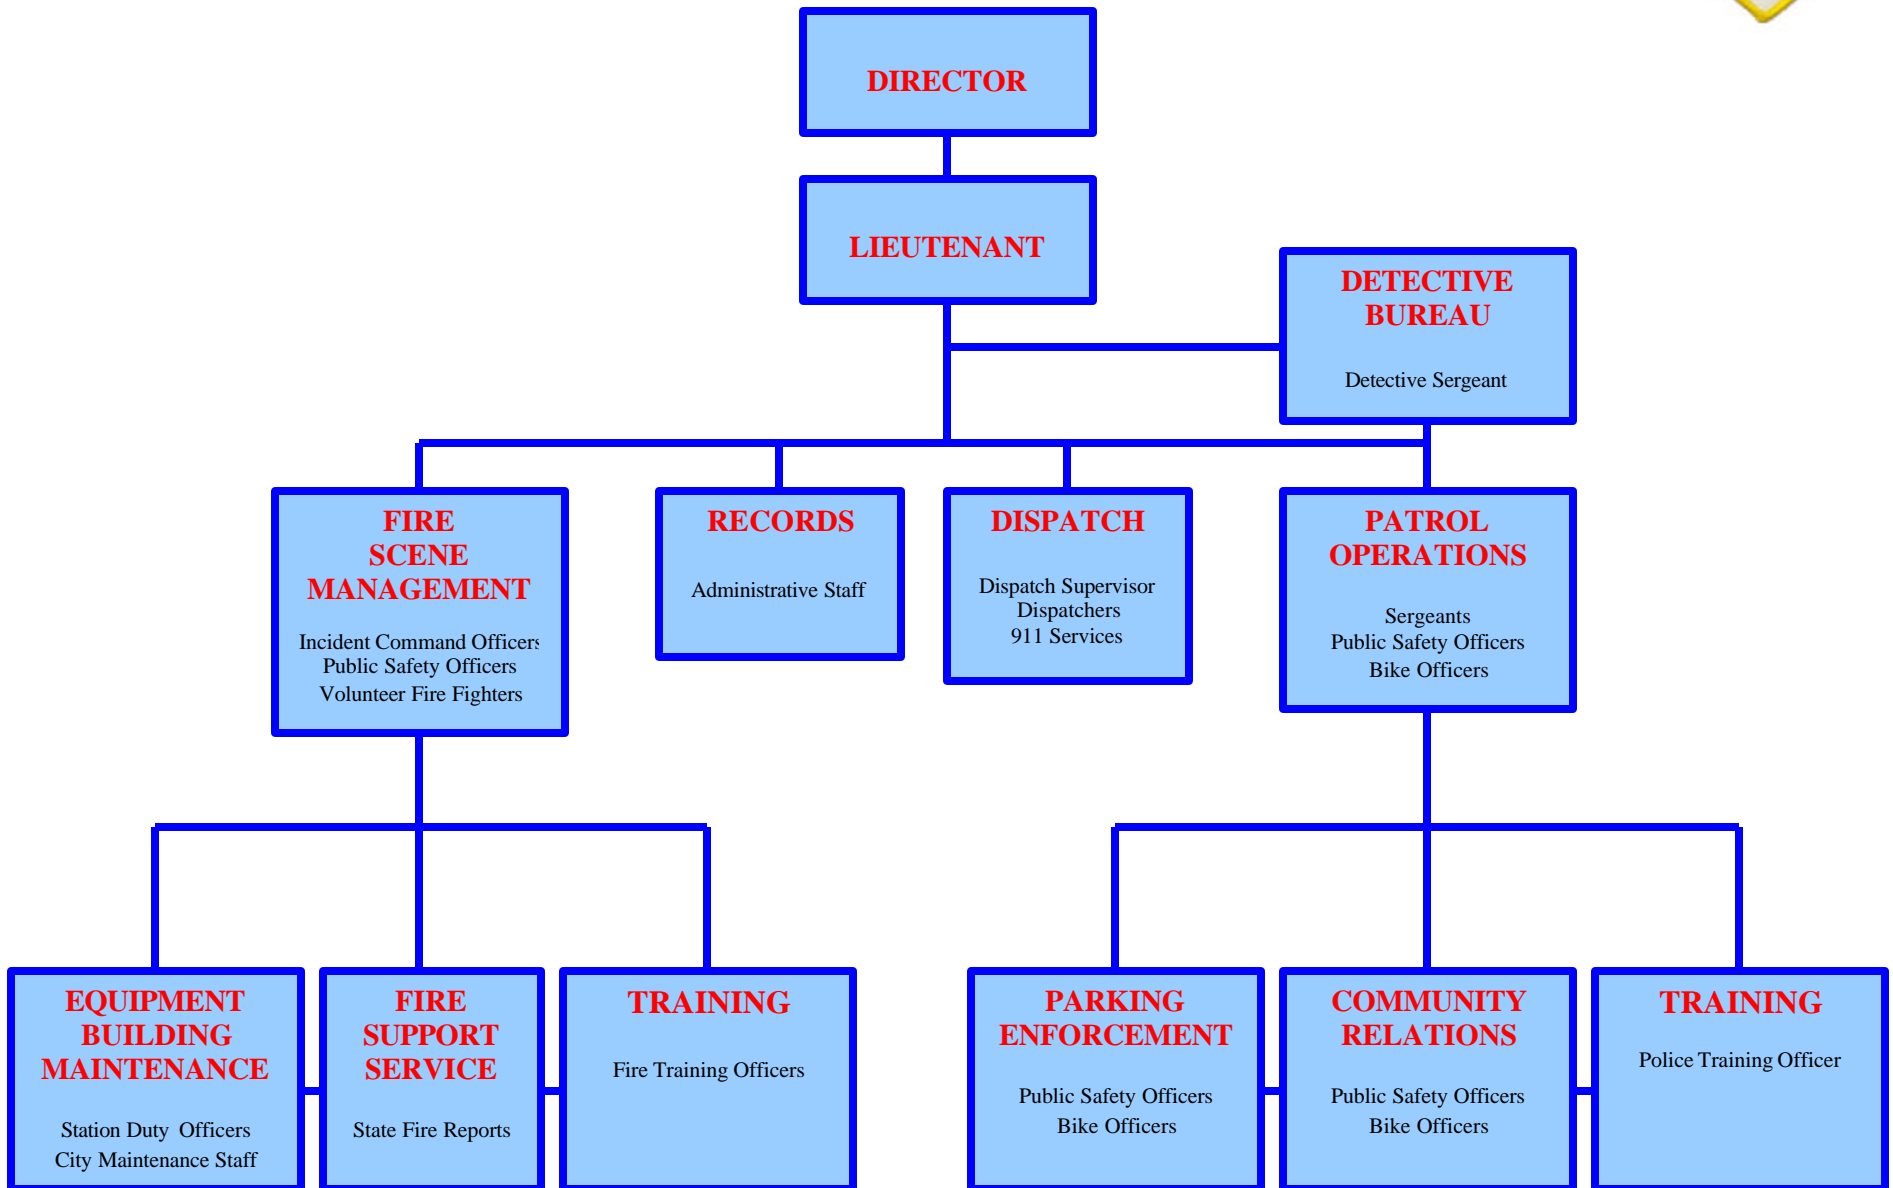 DIRECTOR
LIEUTENANT
DETECTIVE
BUREAU
Detective Sergeant
FIRE
SCENE
MANAGEMENT
Incident Command Officers
Public Safety Officers
Volunteer Fire Fighters
RECORDS
Administrative Staff
DISPATCH
Dispatch Supervisor
Dispatchers
911 Services
PATROL
OPERATIONS
Sergeants
Public Safety Officers
Bike Officers
EQUIPMENT
BUILDING
MAINTENANCE
Station Duty Officers
City Maintenance Staff
FIRE
SUPPORT
SERVICE
State Fire Reports
TRAINING
Fire Training Officers
PARKING
ENFORCEMENT
Public Safety Officers
Bike Officers
COMMUNITY
RELATIONS
Public Safety Officers
Bike Officers
TRAINING
Police Training Officer